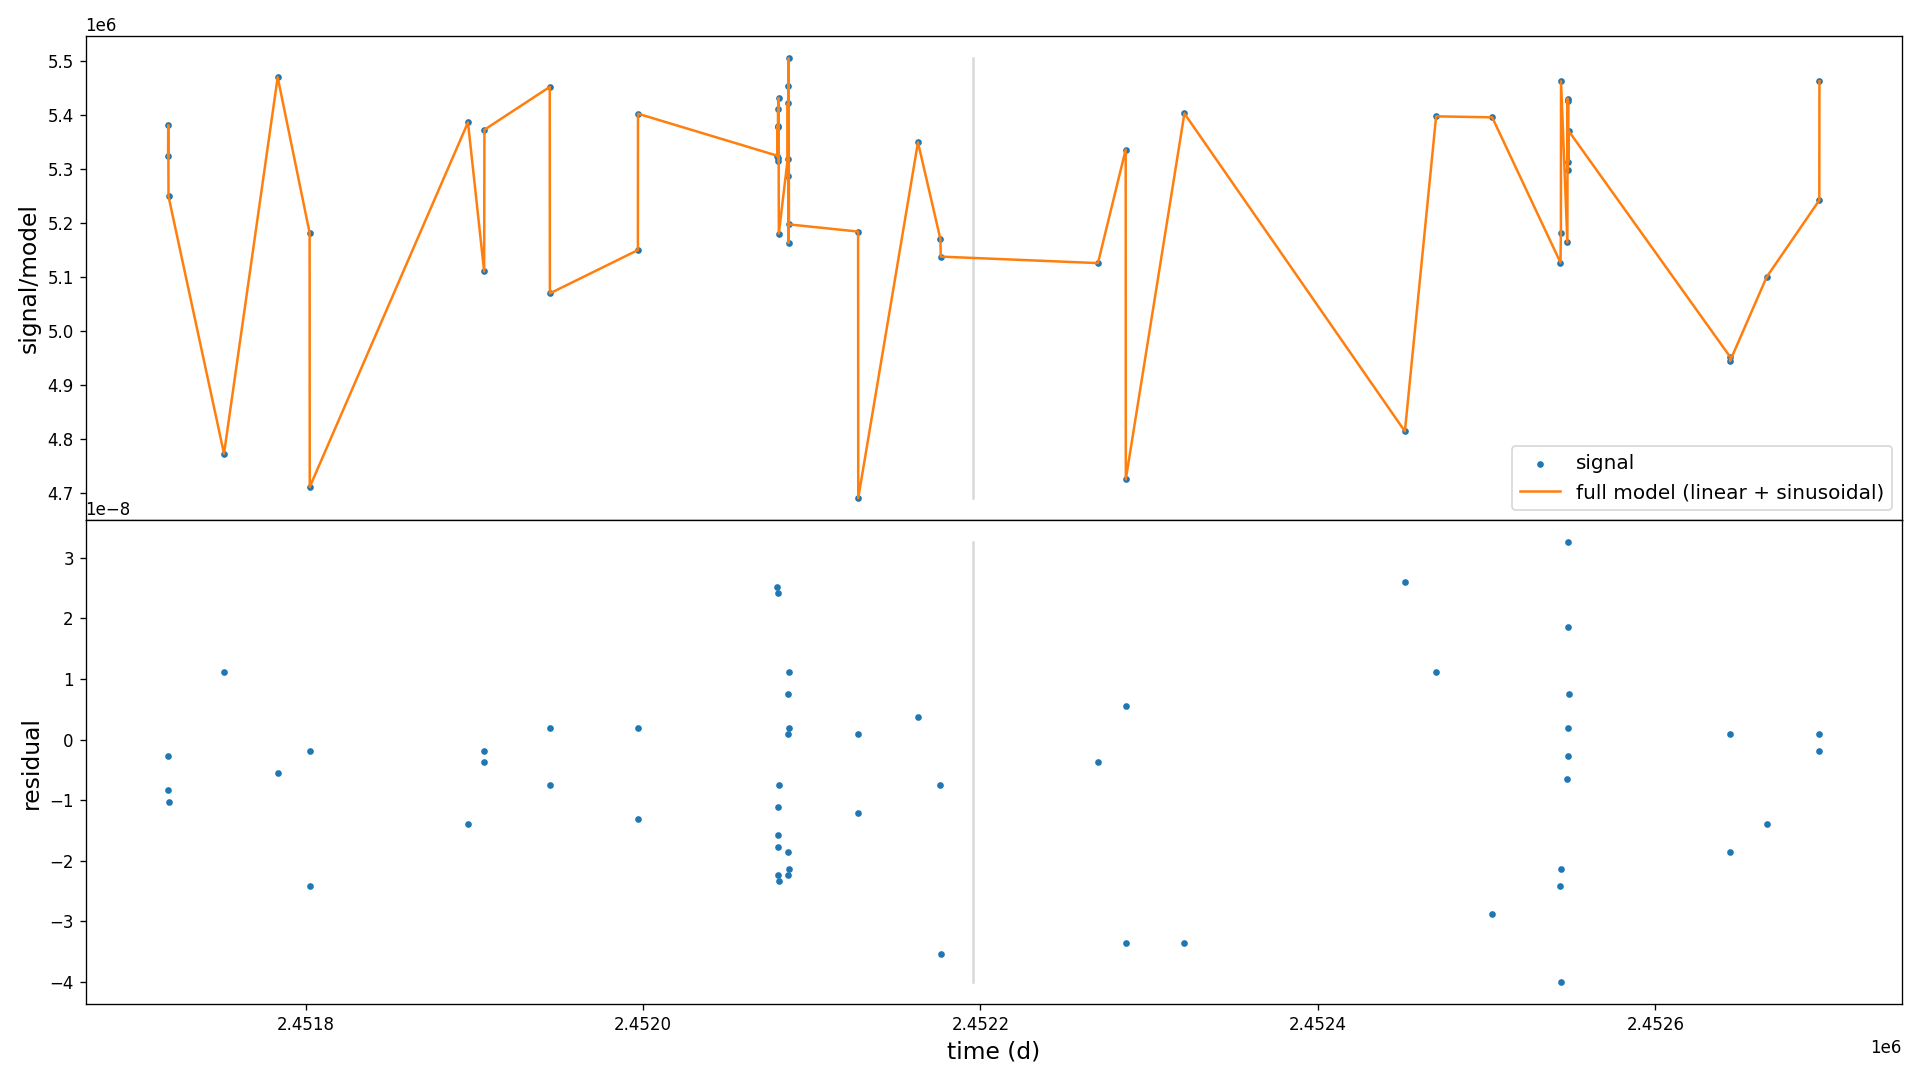 1e6
5.5
5.4
5.3
5.2
5.1
5.0
4.9
4.8
4.7
signal/model
signal
full model (linear + sinusoidal)
1e−8
3
2
1
0
−1
−2
−3
−4
residual
2.4518
2.4520
2.4522
2.4524
2.4526
1e6
time (d)